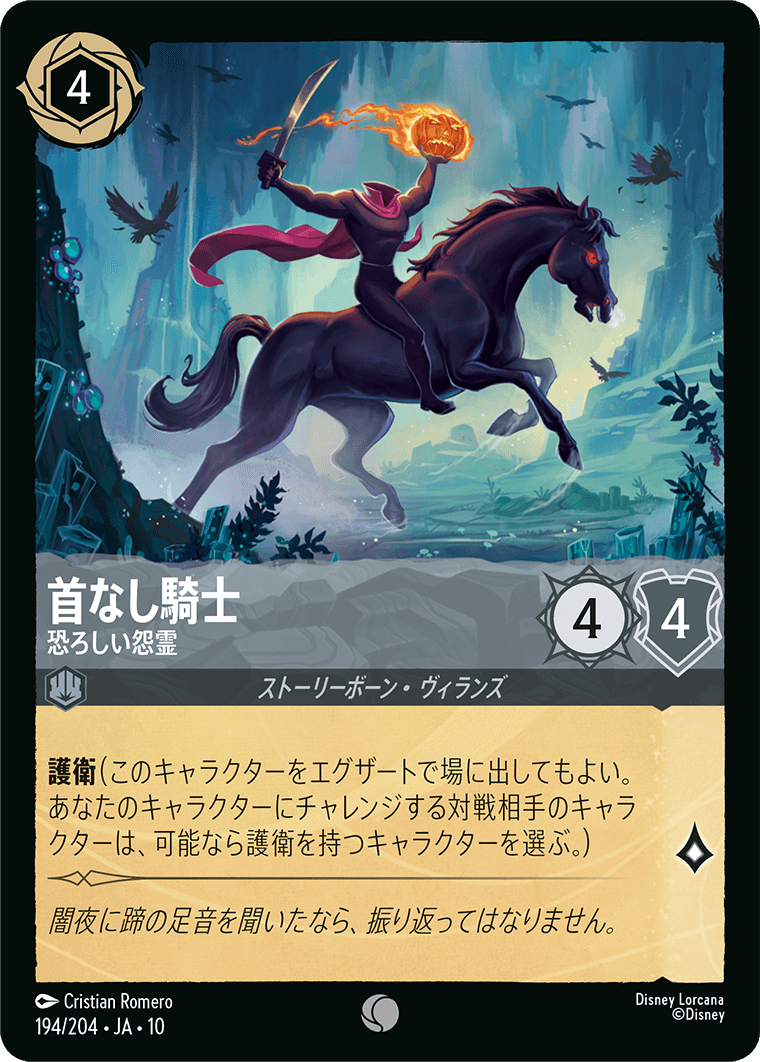 4
首なし騎士
恐ろしい怨霊
4
4
ストーリーボーン・ヴィランズ
護衛(このキャラクターをエグザートで場に出してもよい。
あなたのキャラクターにチャレンジする対戦相手のキャラ
クターは、可能なら護衛を持つキャラクターを選ぶ。)
闇夜に蹄の足音を聞いたなら、振り返ってはなりません。
Cristian Romero
194/204・JA・10
Disney Lorcana
©Disney